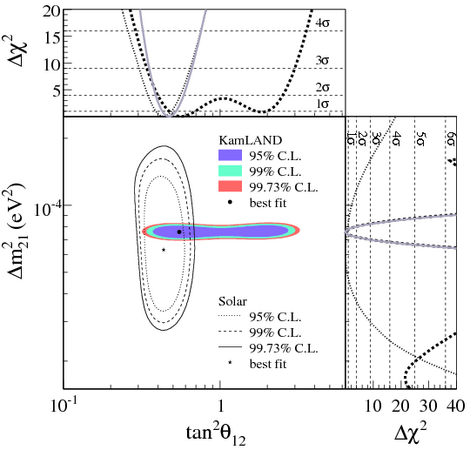 20
15
10
5
Δχ²
4σ
3σ
2σ
1σ
KamLAND
95% C.L.
99% C.L.
99.73% C.L.
best fit
Solar
95% C.L.
99% C.L.
99.73% C.L.
best fit
10⁻⁴
Δm²₂₁ (eV²)
10⁻¹
1
tan²θ₁₂
1σ
2σ
3σ
4σ
5σ
6σ
10 20 30 40
Δχ²